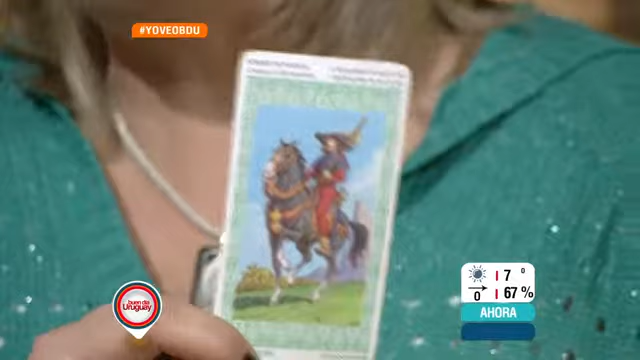 #YOVEOBDU
buen día
Uruguay
7 º
0 67 %
AHORA